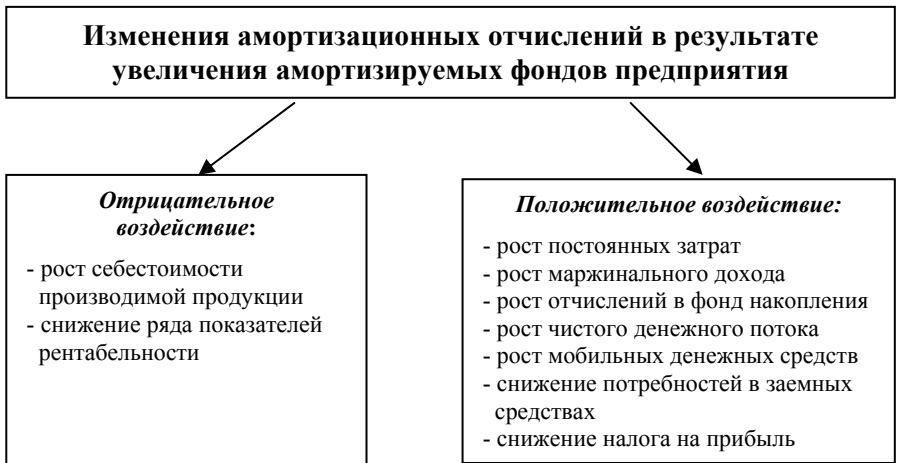 Изменения амортизационных отчислений в результате
увеличения амортизируемых фондов предприятия
Отрицательное
воздействие:
- рост себестоимости
производимой продукции
- снижение ряда показателей
рентабельности
Положительное воздействие:
- рост постоянных затрат
- рост маржинального дохода
- рост отчислений в фонд накопления
- рост чистого денежного потока
- рост мобильных денежных средств
- снижение потребностей в заемных
средствах
- снижение налога на прибыль